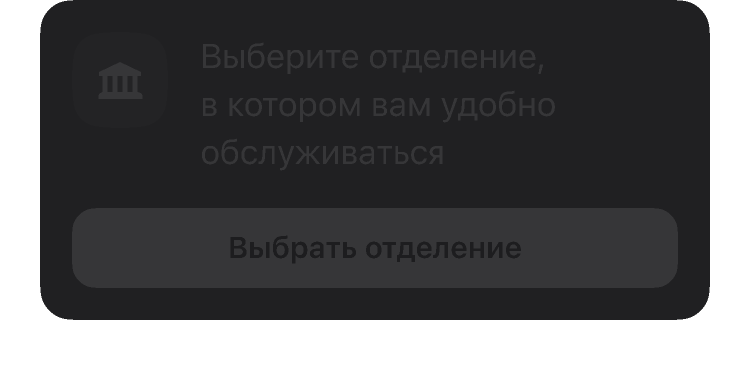 Выберите отделение,
в котором вам удобно
обслуживаться
Выбрать отделение